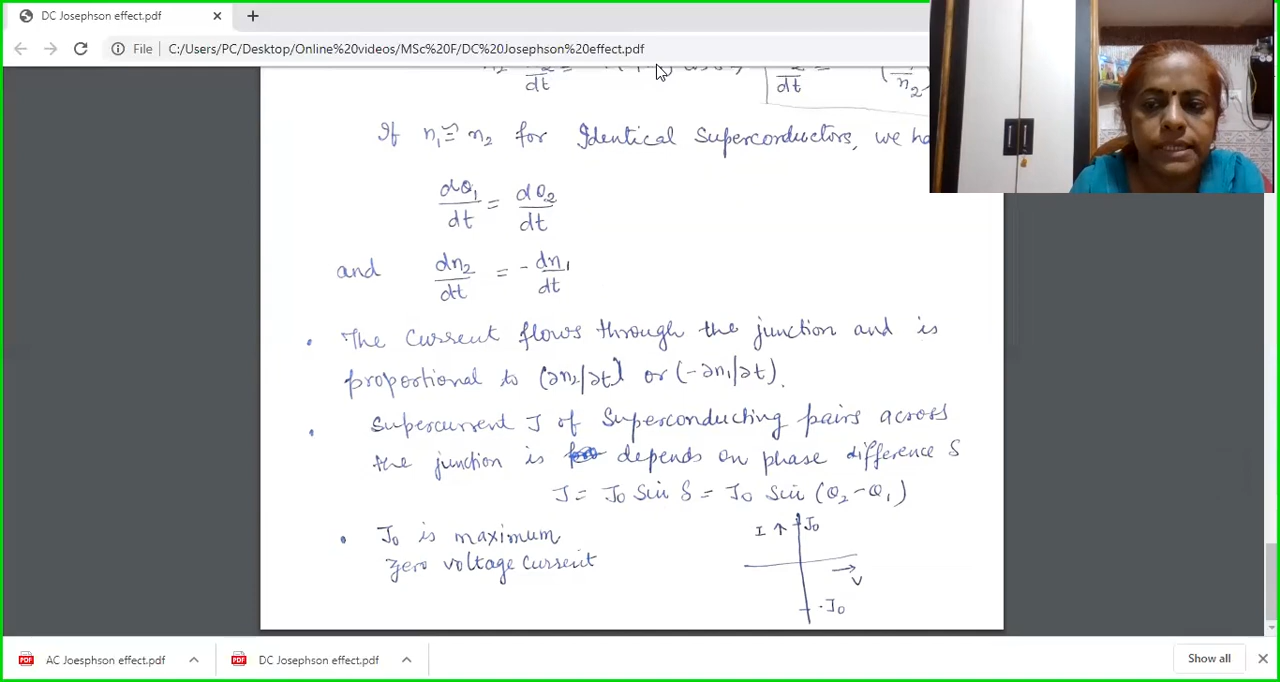 DC Josephson effect.pdf
File C:/Users/PC/Desktop/Online%20videos/MSc%20F/DC%20Josephson%20effect.pdf
dt
dt
n₂
If n₁ ≅ n₂ for Identical Superconductors, we ha
dθ₁/dt = dθ₂/dt
and dn₂/dt = - dn₁/dt
• The Current flows through the junction and is
proportional to (∂n₂/∂t) or (-∂n₁/∂t).
• Supercurrent J of Superconducting pairs across
the junction is depends on phase difference δ
J = J₀ Sin δ = J₀ Sin (θ₂ - θ₁)
• J₀ is maximum
zero voltage current
I ↑ J₀
→
V
-J₀
AC Joesphson effect.pdf
DC Josephson effect.pdf
Show all